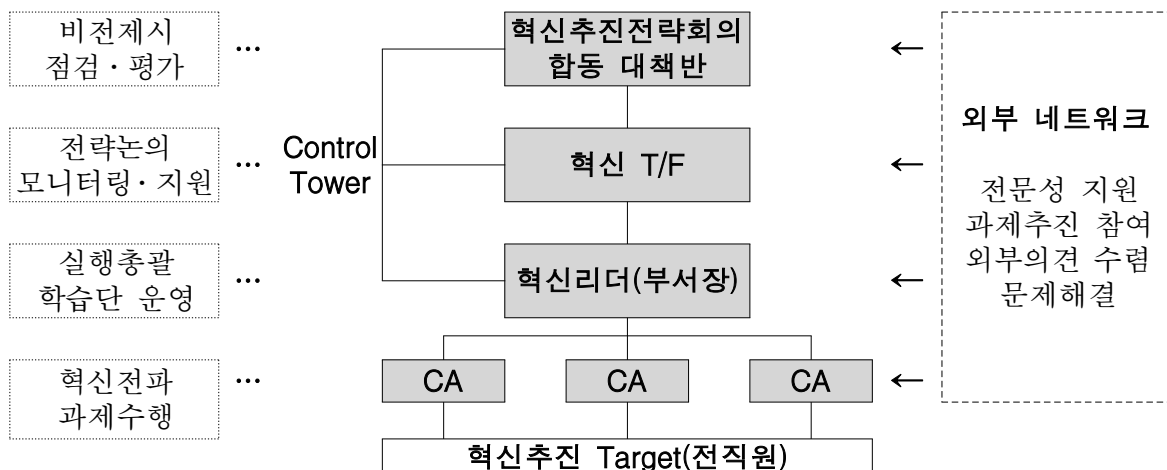 비전제시
점검·평가
…
혁신추진전략회의
합동 대책반
←
전략논의
모니터링·지원
…
Control
Tower
혁신 T/F
←
실행총괄
학습단 운영
…
혁신리더(부서장)
←
혁신전파
과제수행
…
CA
CA
CA
←
혁신추진 Target(전직원)
외부 네트워크
전문성 지원
과제추진 참여
외부의견 수렴
문제해결